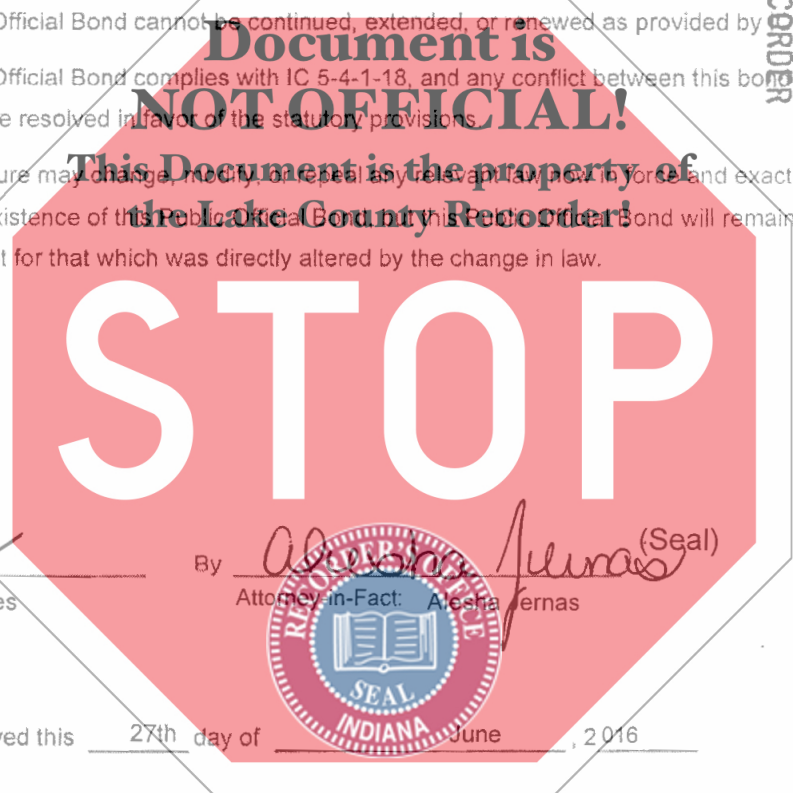 Official Bond cannot be continued, extended, or renewed as provided by
Document is
Official Bond complies with IC 5-4-1-18, and any conflict between this bo
NOT OFFICIAL!
e resolved in favor of the statutory provisions.
This Document is the property of
ure may change, modify, or repeal any relevant law now in force and exact
the Lake County Recorder!
istence of this Public Official Bond, but this Public Official Bond will remain
t for that which was directly altered by the change in law.
CORDER
STOP
By Alesha Jernas (Seal)
es Attorney-in-Fact: Alesha Jernas
RECORDER'S OFFICE
SEAL
INDIANA
ved this 27th day of June , 2016